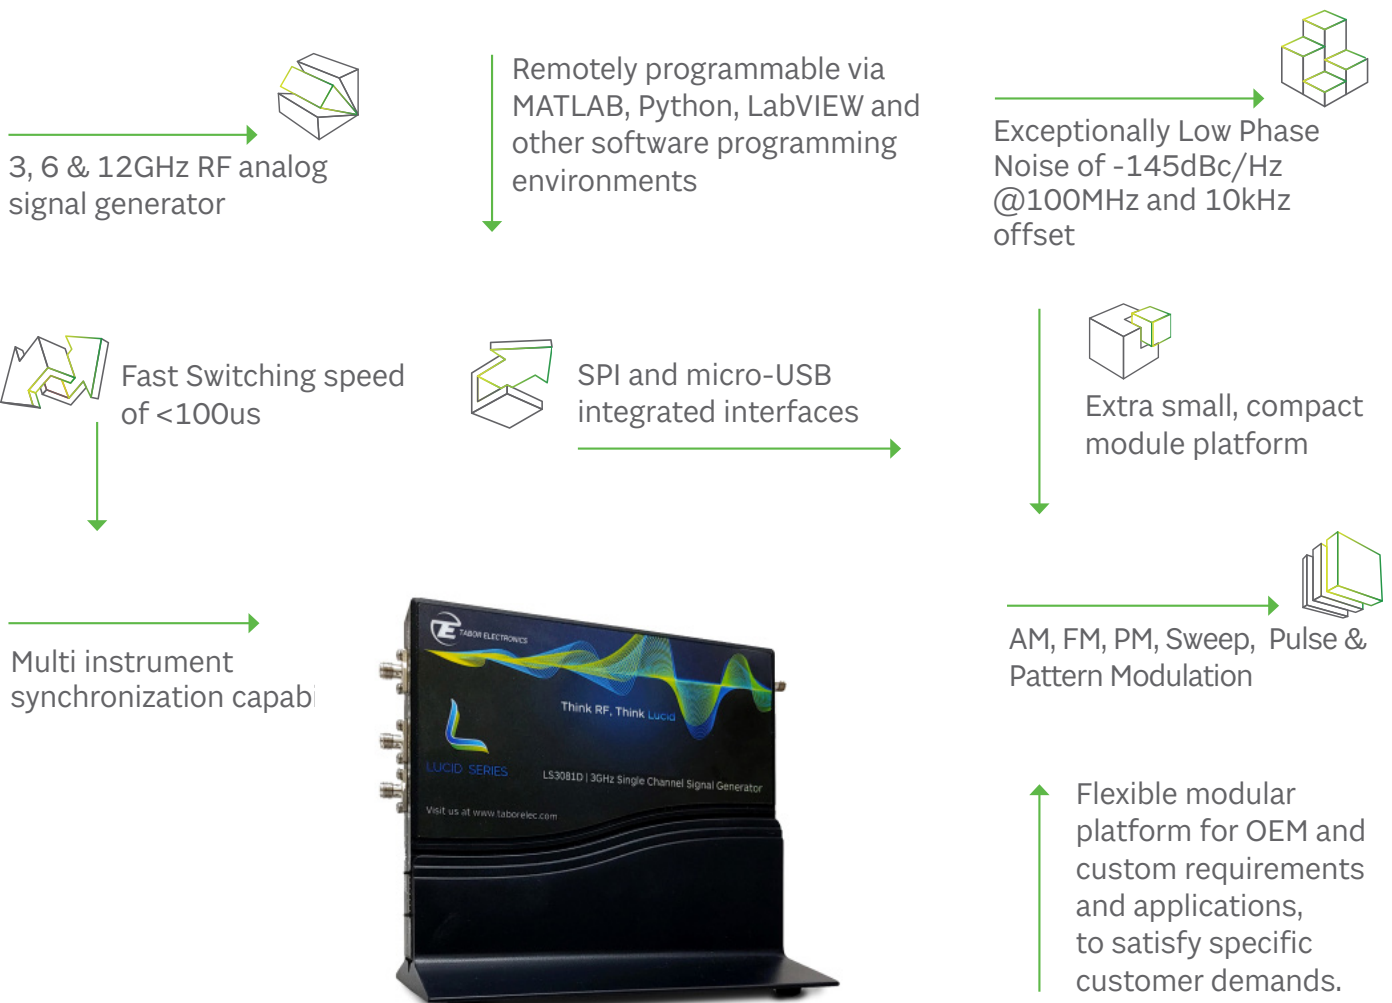 3, 6 & 12GHz RF analog
signal generator
Remotely programmable via
MATLAB, Python, LabVIEW and
other software programming
environments
Exceptionally Low Phase
Noise of -145dBc/Hz
@100MHz and 10kHz
offset
Fast Switching speed
of <100us
SPI and micro-USB
integrated interfaces
Extra small, compact
module platform
Multi instrument
synchronization capabi
AM, FM, PM, Sweep, Pulse &
Pattern Modulation
TABOR ELECTRONICS
Think RF, Think Lucid
LUCID SERIES
LS3081D | 3GHz Single Channel Signal Generator
Visit us at www.taborelec.com
Flexible modular
platform for OEM and
custom requirements
and applications,
to satisfy specific
customer demands.